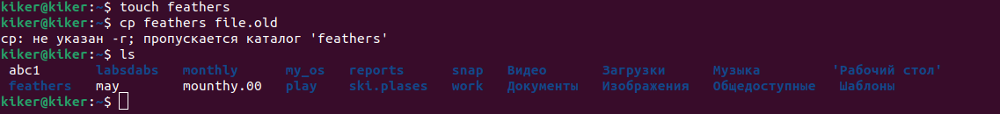 kiker@kiker:~$ touch feathers
kiker@kiker:~$ cp feathers file.old
cp: не указан -r; пропускается каталог 'feathers'
kiker@kiker:~$ ls
abc1 labsdabs monthly my_os reports snap Видео Загрузки Музыка 'Рабочий стол'
feathers may mounthy.00 play ski.plases work Документы Изображения Общедоступные Шаблоны
kiker@kiker:~$